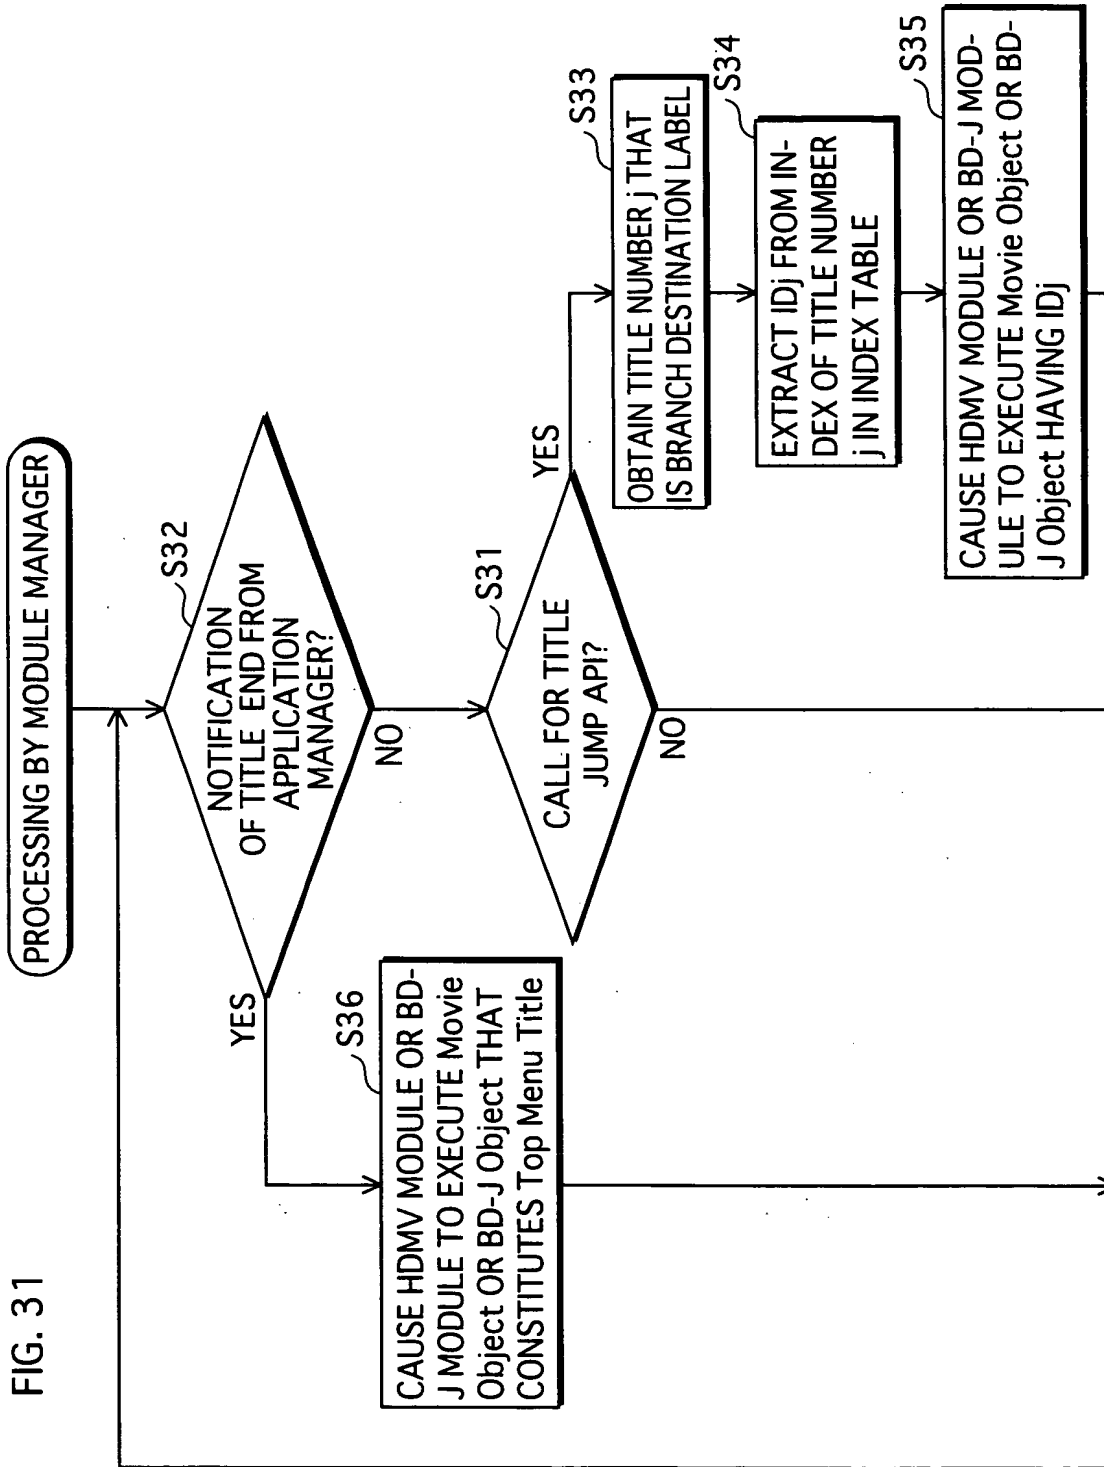 FIG. 31
PROCESSING BY MODULE MANAGER
S32
NOTIFICATION
OF TITLE END FROM
APPLICATION
MANAGER?
YES
NO
S36
CAUSE HDMV MODULE OR BD-
J MODULE TO EXECUTE Movie
Object OR BD-J Object THAT
CONSTITUTES Top Menu Title
S31
CALL FOR TITLE
JUMP API?
YES
NO
S33
OBTAIN TITLE NUMBER j THAT
IS BRANCH DESTINATION LABEL
S34
EXTRACT IDj FROM IN-
DEX OF TITLE NUMBER
j IN INDEX TABLE
S35
CAUSE HDMV MODULE OR BD-J MOD-
ULE TO EXECUTE Movie Object OR BD-
J Object HAVING IDj